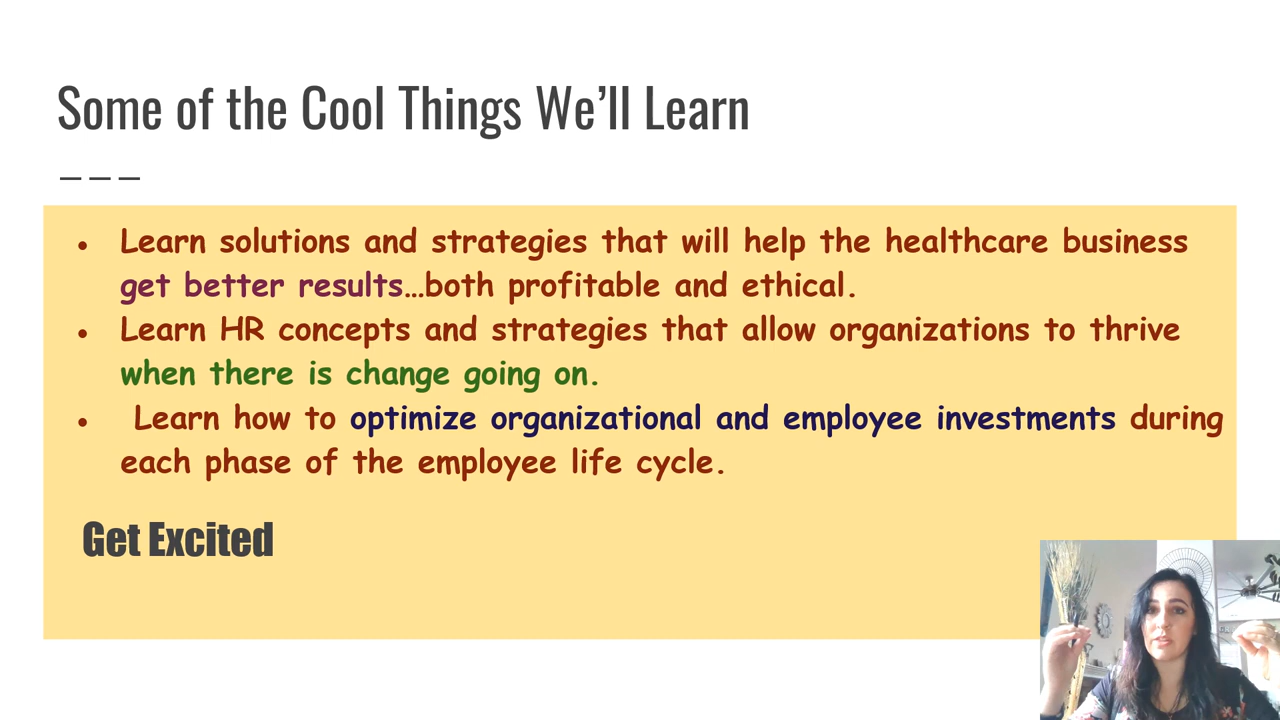 Some of the Cool Things We’ll Learn
● Learn solutions and strategies that will help the healthcare business
get better results…both profitable and ethical.
● Learn HR concepts and strategies that allow organizations to thrive
when there is change going on.
● Learn how to optimize organizational and employee investments during
each phase of the employee life cycle.
Get Excited